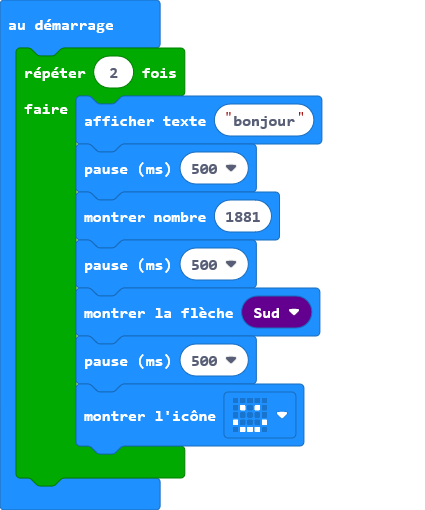 au démarrage
répéter 2 fois
faire
afficher texte "bonjour"
pause (ms) 500
montrer nombre 1881
pause (ms) 500
montrer la flèche Sud
pause (ms) 500
montrer l'icône